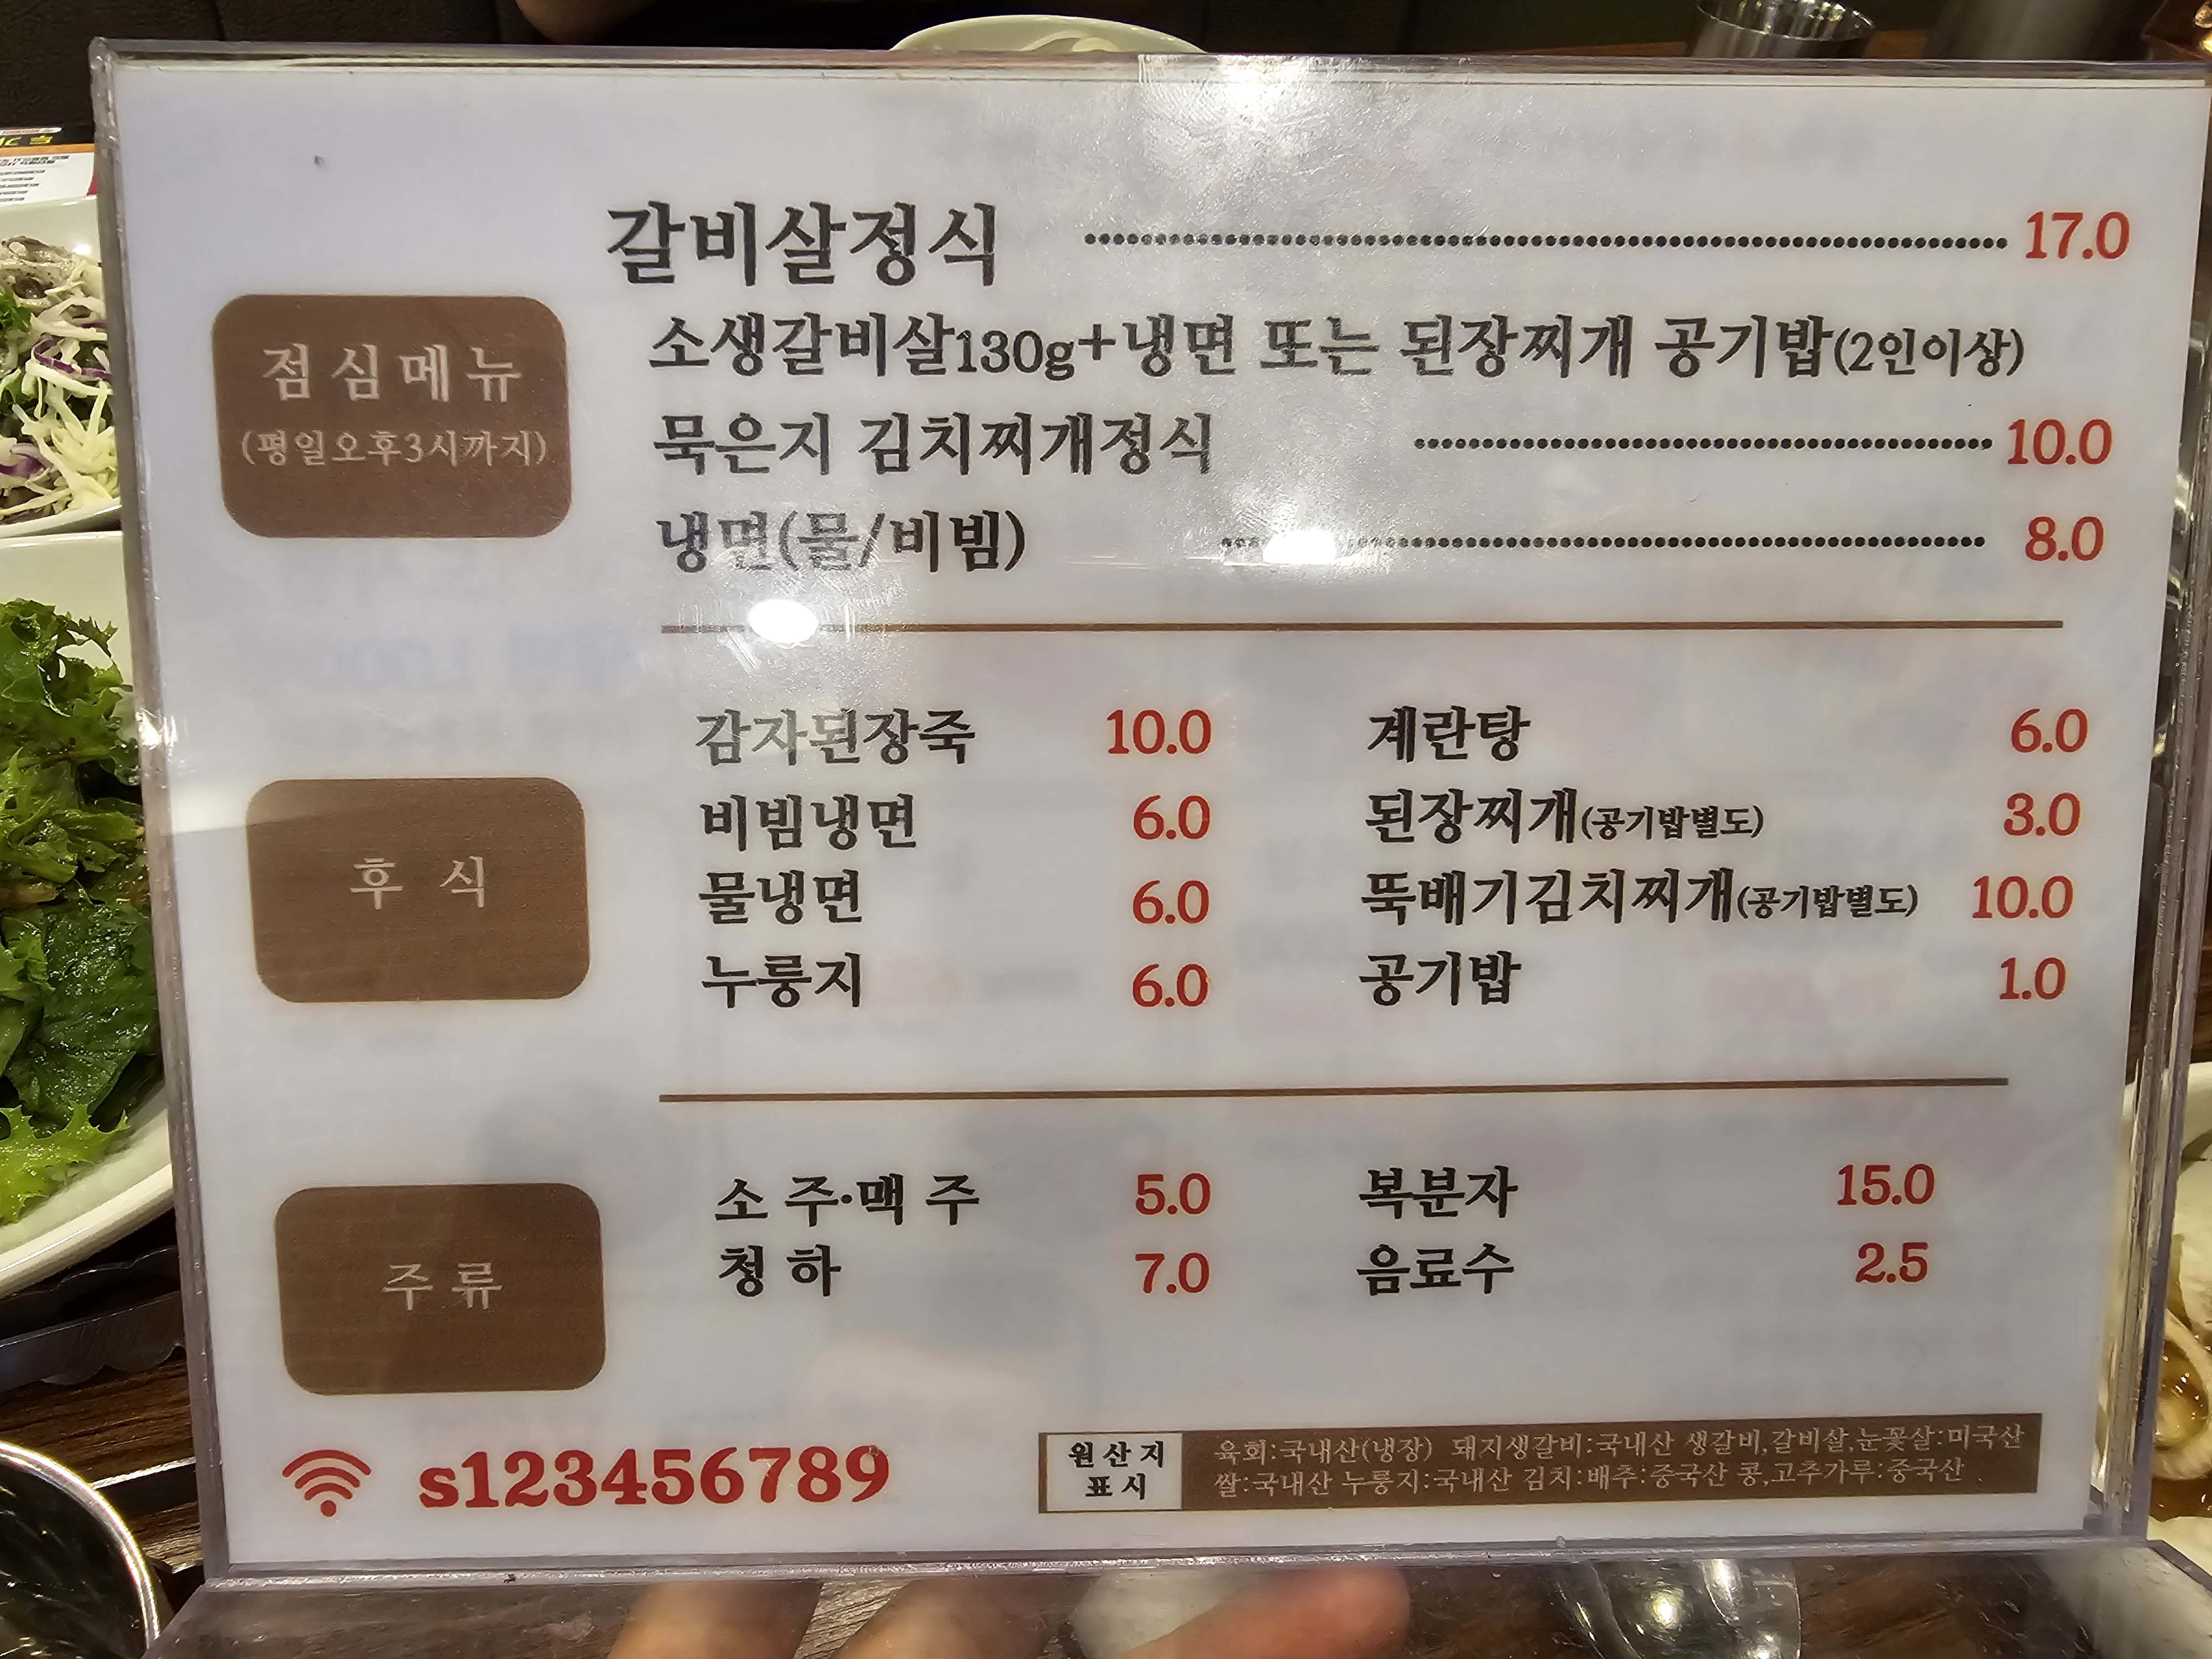 갈비살정식 17.0
점심메뉴
(평일오후3시까지)
소생갈비살130g+냉면 또는 된장찌개 공기밥(2인이상)
묵은지 김치찌개정식 10.0
냉면(물/비빔) 8.0
후 식
감자된장죽 10.0 계란탕 6.0
비빔냉면 6.0 된장찌개(공기밥별도) 3.0
물냉면 6.0 뚝배기김치찌개(공기밥별도) 10.0
누룽지 6.0 공기밥 1.0
주류
소 주·맥 주 5.0 복분자 15.0
청 하 7.0 음료수 2.5
s123456789
원산지
표시
육회:국내산(냉장) 돼지생갈비:국내산 생갈비,갈비살,눈꽃살:미국산
쌀:국내산 누룽지:국내산 김치:배추:중국산 콩,고추가루:중국산